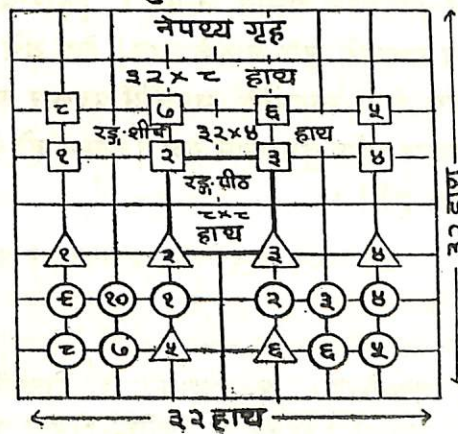 नेपथ्य गृह
३२ × ८ हाथ
८ ७ ६ ५
रङ्ग शीर्ष ३२ × ४ हाथ
१ २ ३ ४
रङ्ग पीठ
८ × ८
हाथ
१ २ ३ ४
९ १० १ २ ३ ४
८ ७ ५ ६ ६ ५
३२ हाथ
३२ हाथ